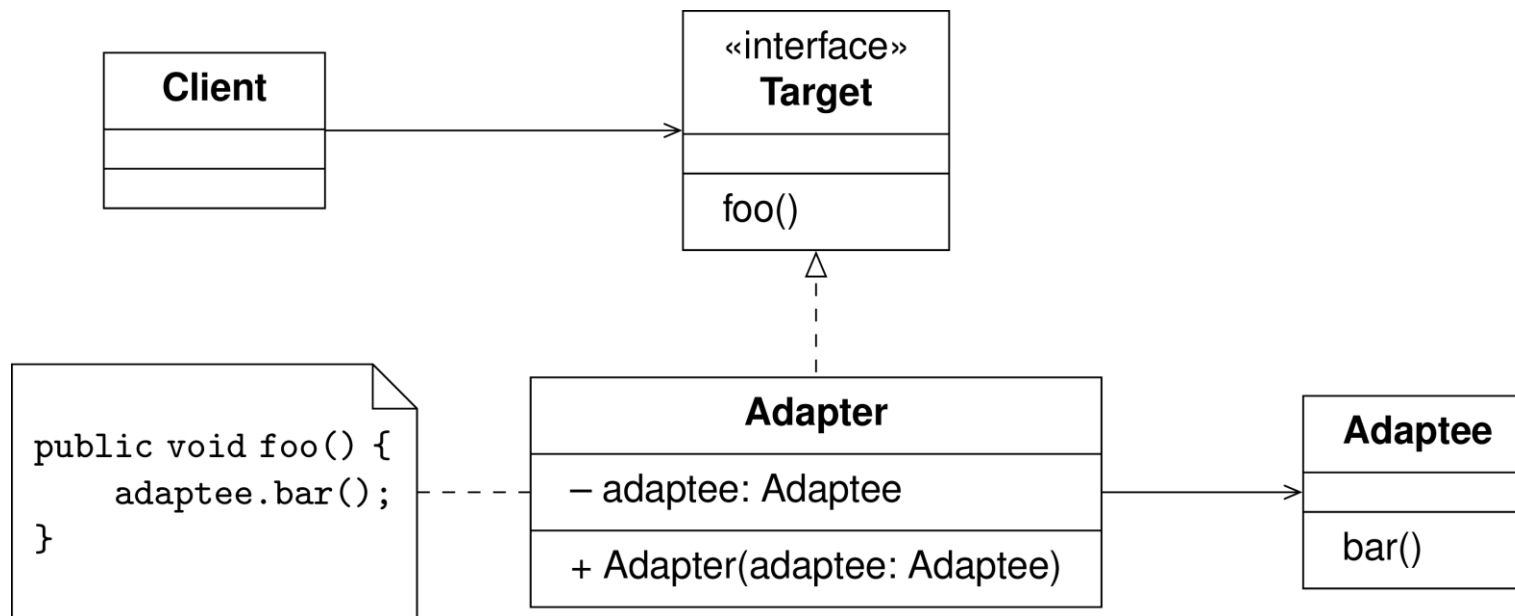 Client
«interface»
Target
foo()
public void foo() {
    adaptee.bar();
}
Adapter
– adaptee: Adaptee
+ Adapter(adaptee: Adaptee)
Adaptee
bar()